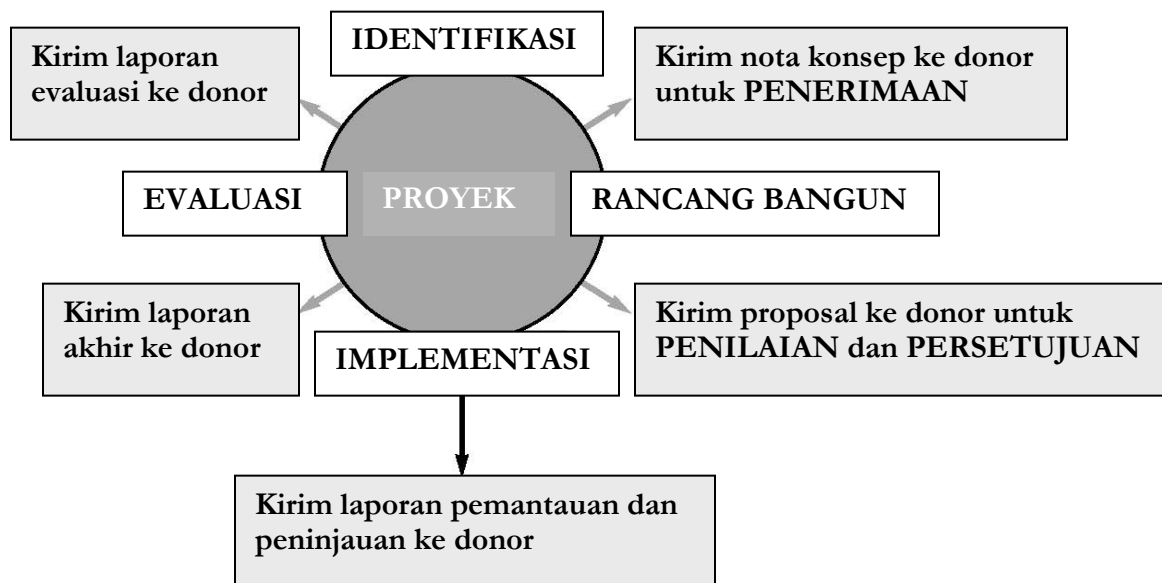 IDENTIFIKASI
Kirim laporan
evaluasi ke donor
Kirim nota konsep ke donor
untuk PENERIMAAN
EVALUASI
PROYEK
RANCANG BANGUN
Kirim laporan
akhir ke donor
IMPLEMENTASI
Kirim proposal ke donor untuk
PENILAIAN dan PERSETUJUAN
Kirim laporan pemantauan dan
peninjauan ke donor